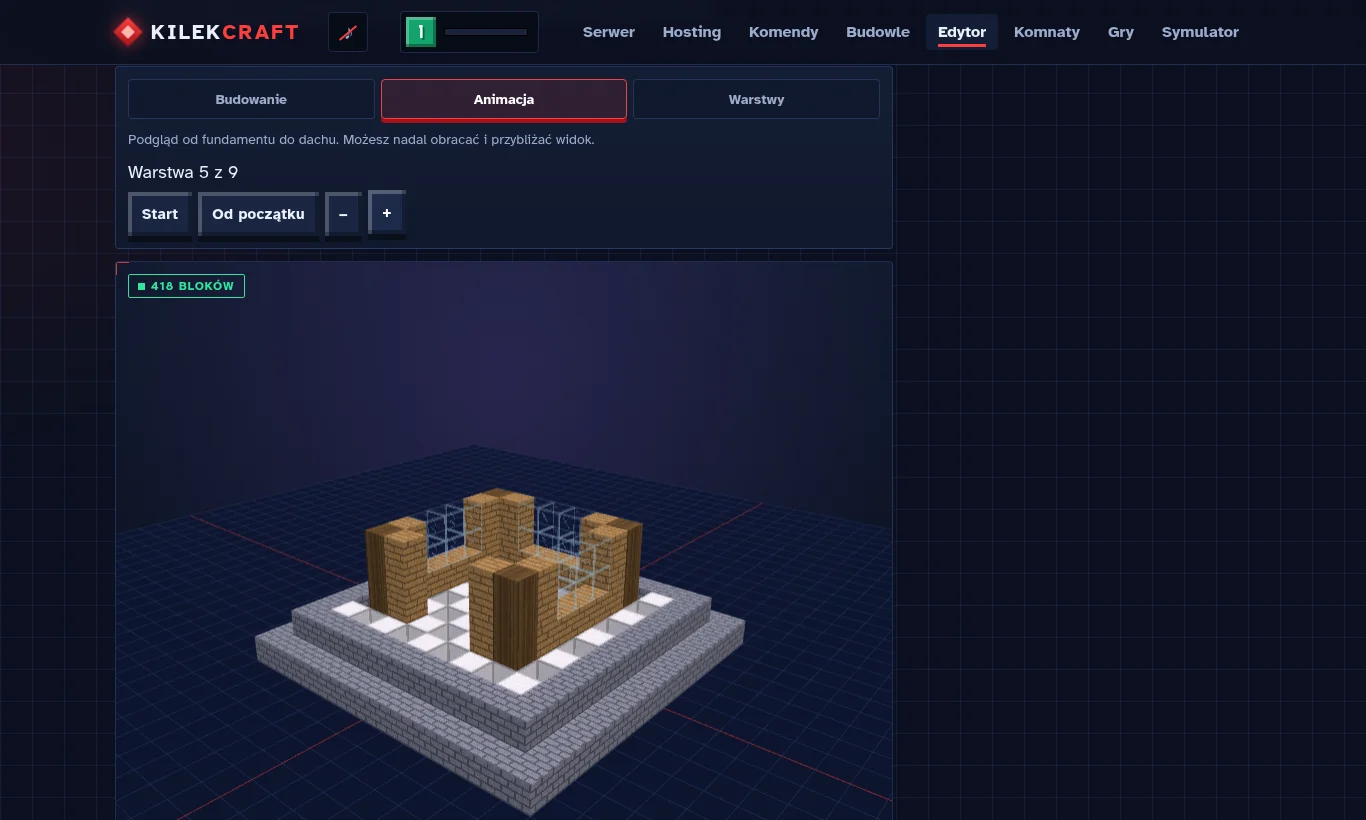 KILEKCRAFT
1
Serwer
Hosting
Komendy
Budowle
Edytor
Komnaty
Gry
Symulator
Budowanie
Animacja
Warstwy
Podgląd od fundamentu do dachu. Możesz nadal obracać i przybliżać widok.
Warstwa 5 z 9
Start
Od początku
–
+
418 BLOKÓW